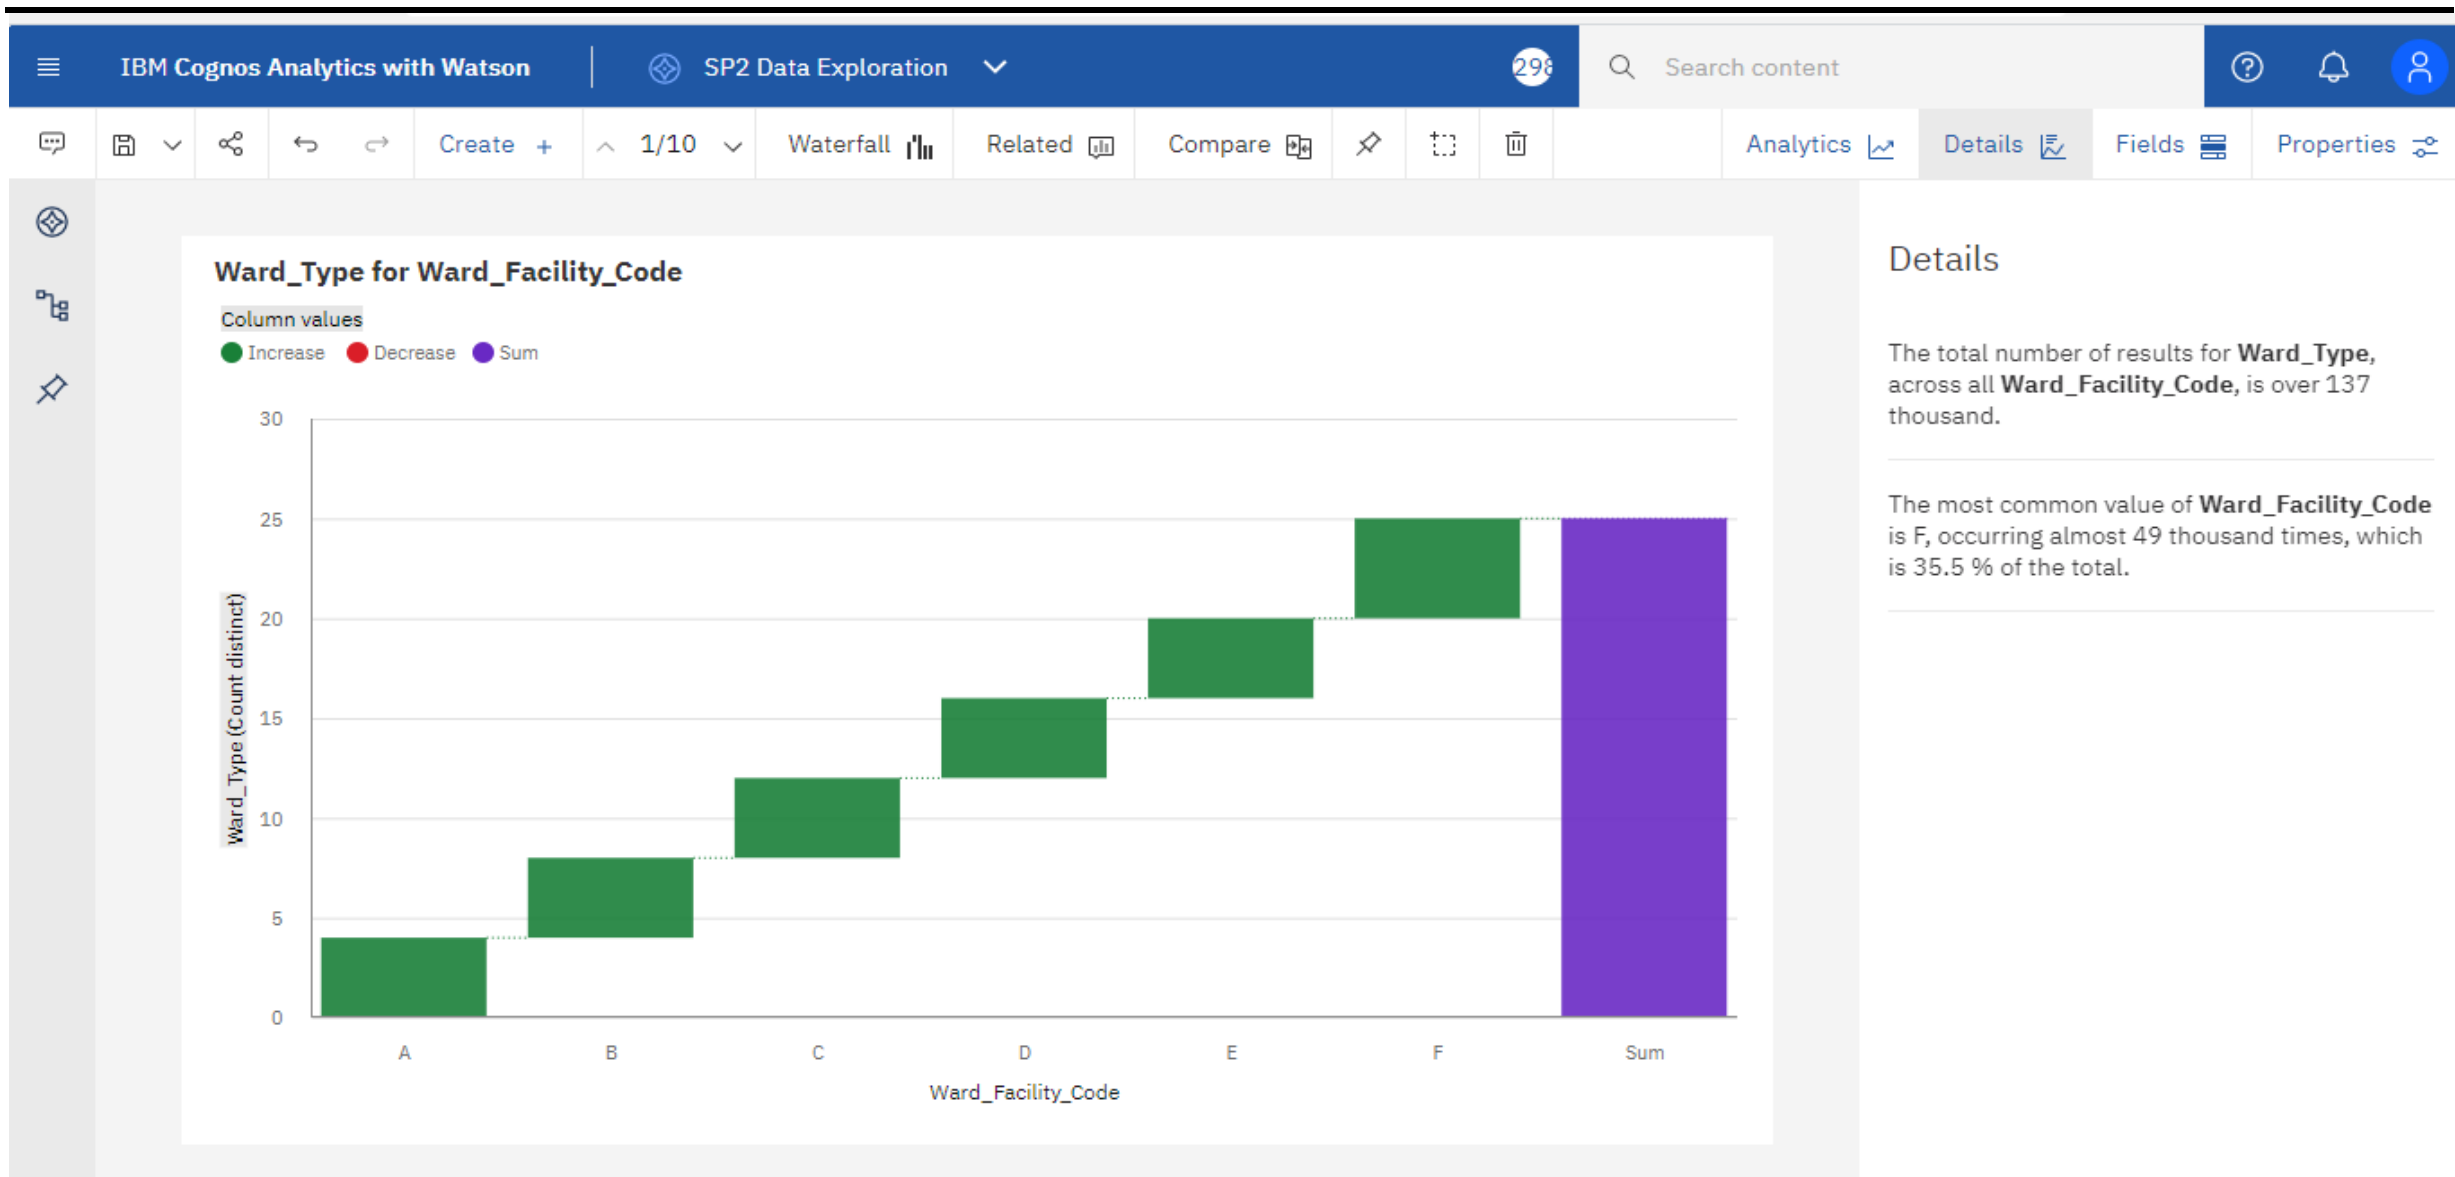 IBM Cognos Analytics with Watson
SP2 Data Exploration
298
Search content
Create +
1/10
Waterfall
Related
Compare
Analytics
Details
Fields
Properties
Ward_Type for Ward_Facility_Code
Column values
Increase Decrease Sum
30
25
20
15
10
5
0
Ward_Type (Count distinct)
A B C D E F Sum
Ward_Facility_Code
Details
The total number of results for Ward_Type,
across all Ward_Facility_Code, is over 137
thousand.
The most common value of Ward_Facility_Code
is F, occurring almost 49 thousand times, which
is 35.5 % of the total.